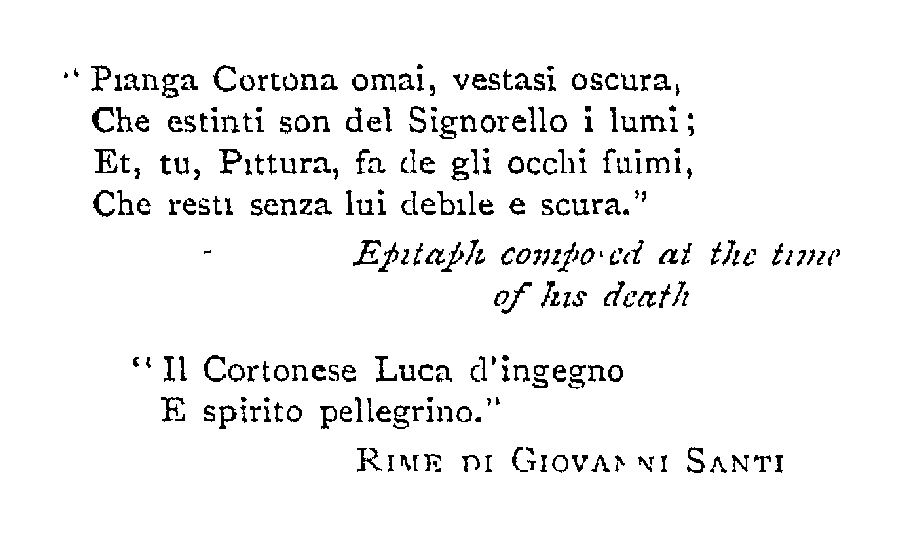 “Pianga Cortona omai, vestasi oscura,
Che estinti son del Signorello i lumi;
Et, tu, Pittura, fa de gli occhi fuimi,
Che resti senza lui debile e scura.”
Epitaph composed at the time
of his death
“Il Cortonese Luca d'ingegno
E spirito pellegrino.”
RIME DI GIOVANNI SANTI